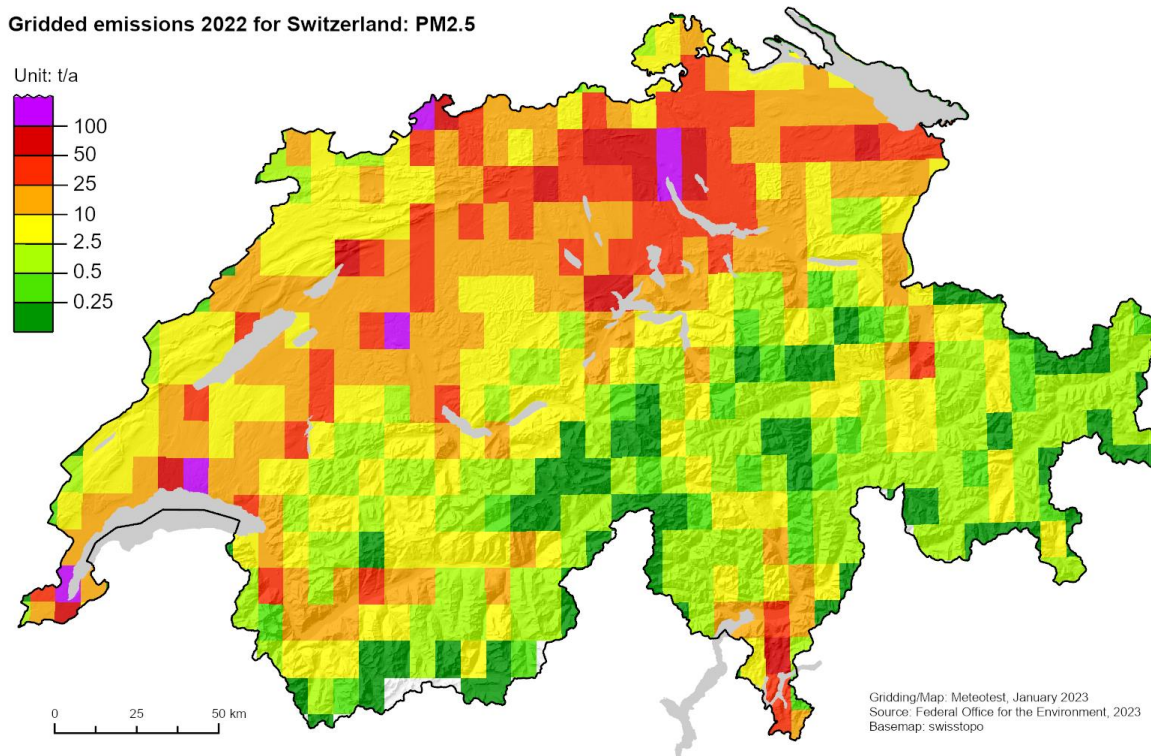 Gridded emissions 2022 for Switzerland: PM2.5
Unit: t/a
100
50
25
10
2.5
0.5
0.25
0 25 50 km
Gridding/Map: Meteotest, January 2023
Source: Federal Office for the Environment, 2023
Basemap: swisstopo